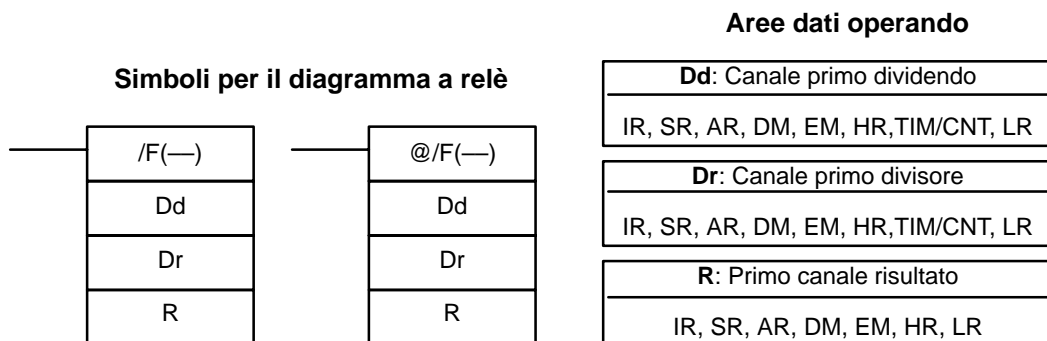 Aree dati operando
Simboli per il diagramma a relè
/F(—)
Dd
Dr
R
@/F(—)
Dd
Dr
R
Dd: Canale primo dividendo
IR, SR, AR, DM, EM, HR,TIM/CNT, LR
Dr: Canale primo divisore
IR, SR, AR, DM, EM, HR,TIM/CNT, LR
R: Primo canale risultato
IR, SR, AR, DM, EM, HR, LR